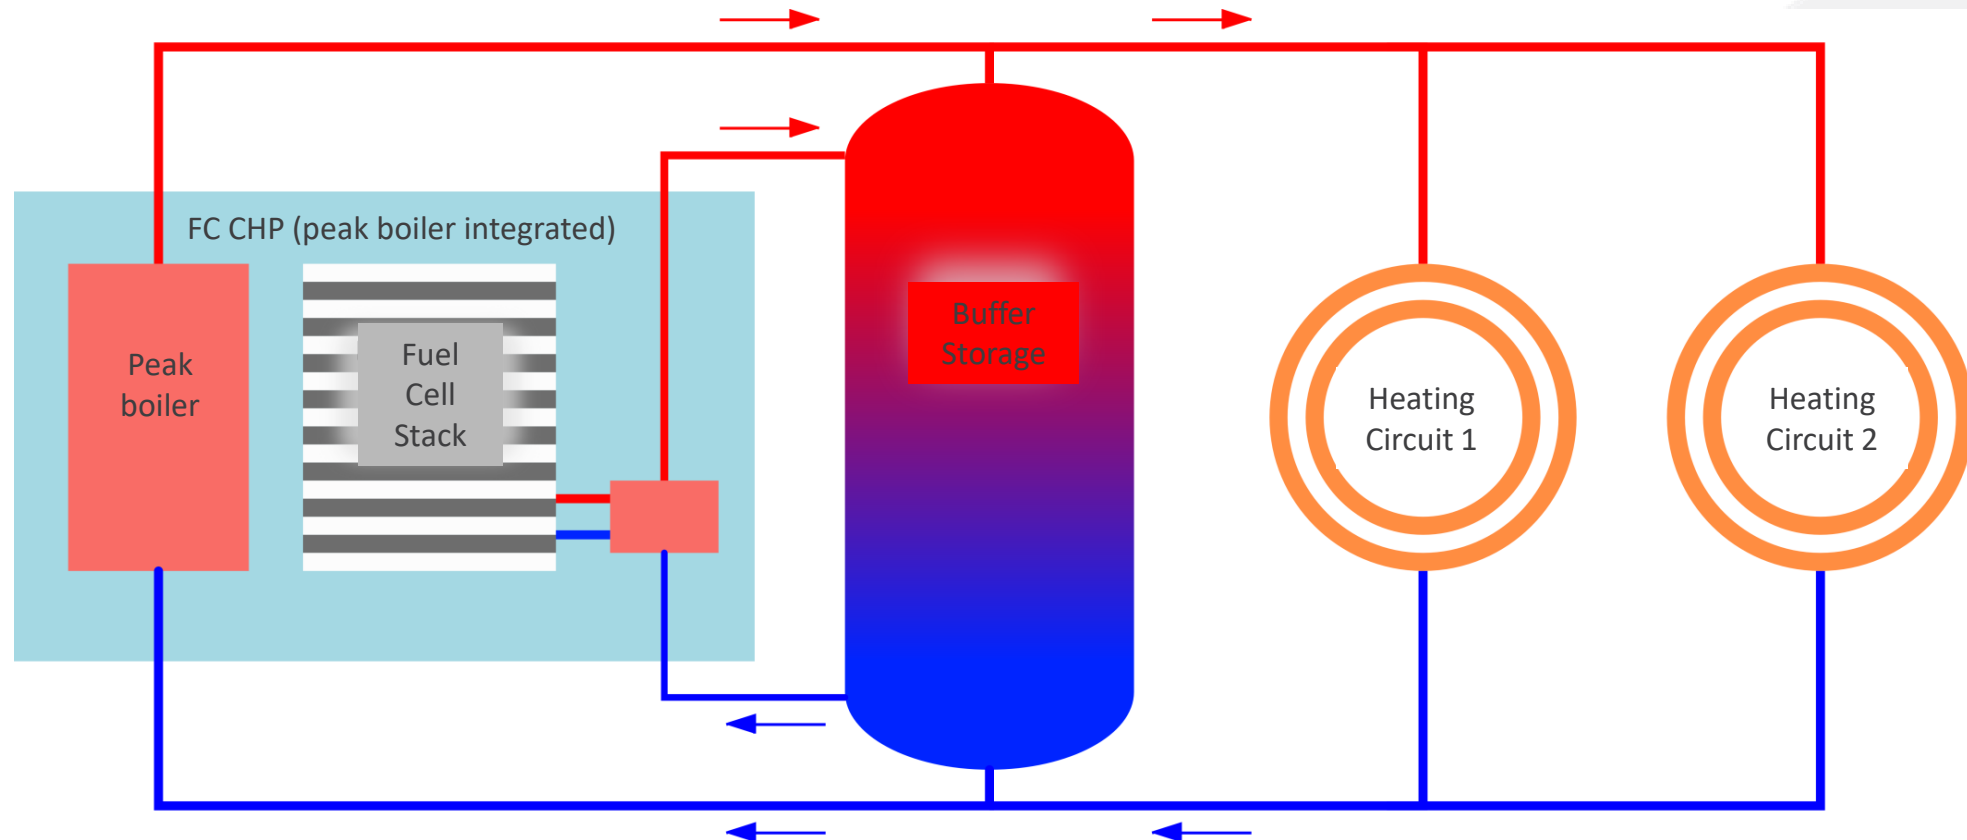 FC CHP (peak boiler integrated)
Peak
boiler
Fuel
Cell
Stack
Buffer
Storage
Heating
Circuit 1
Heating
Circuit 2